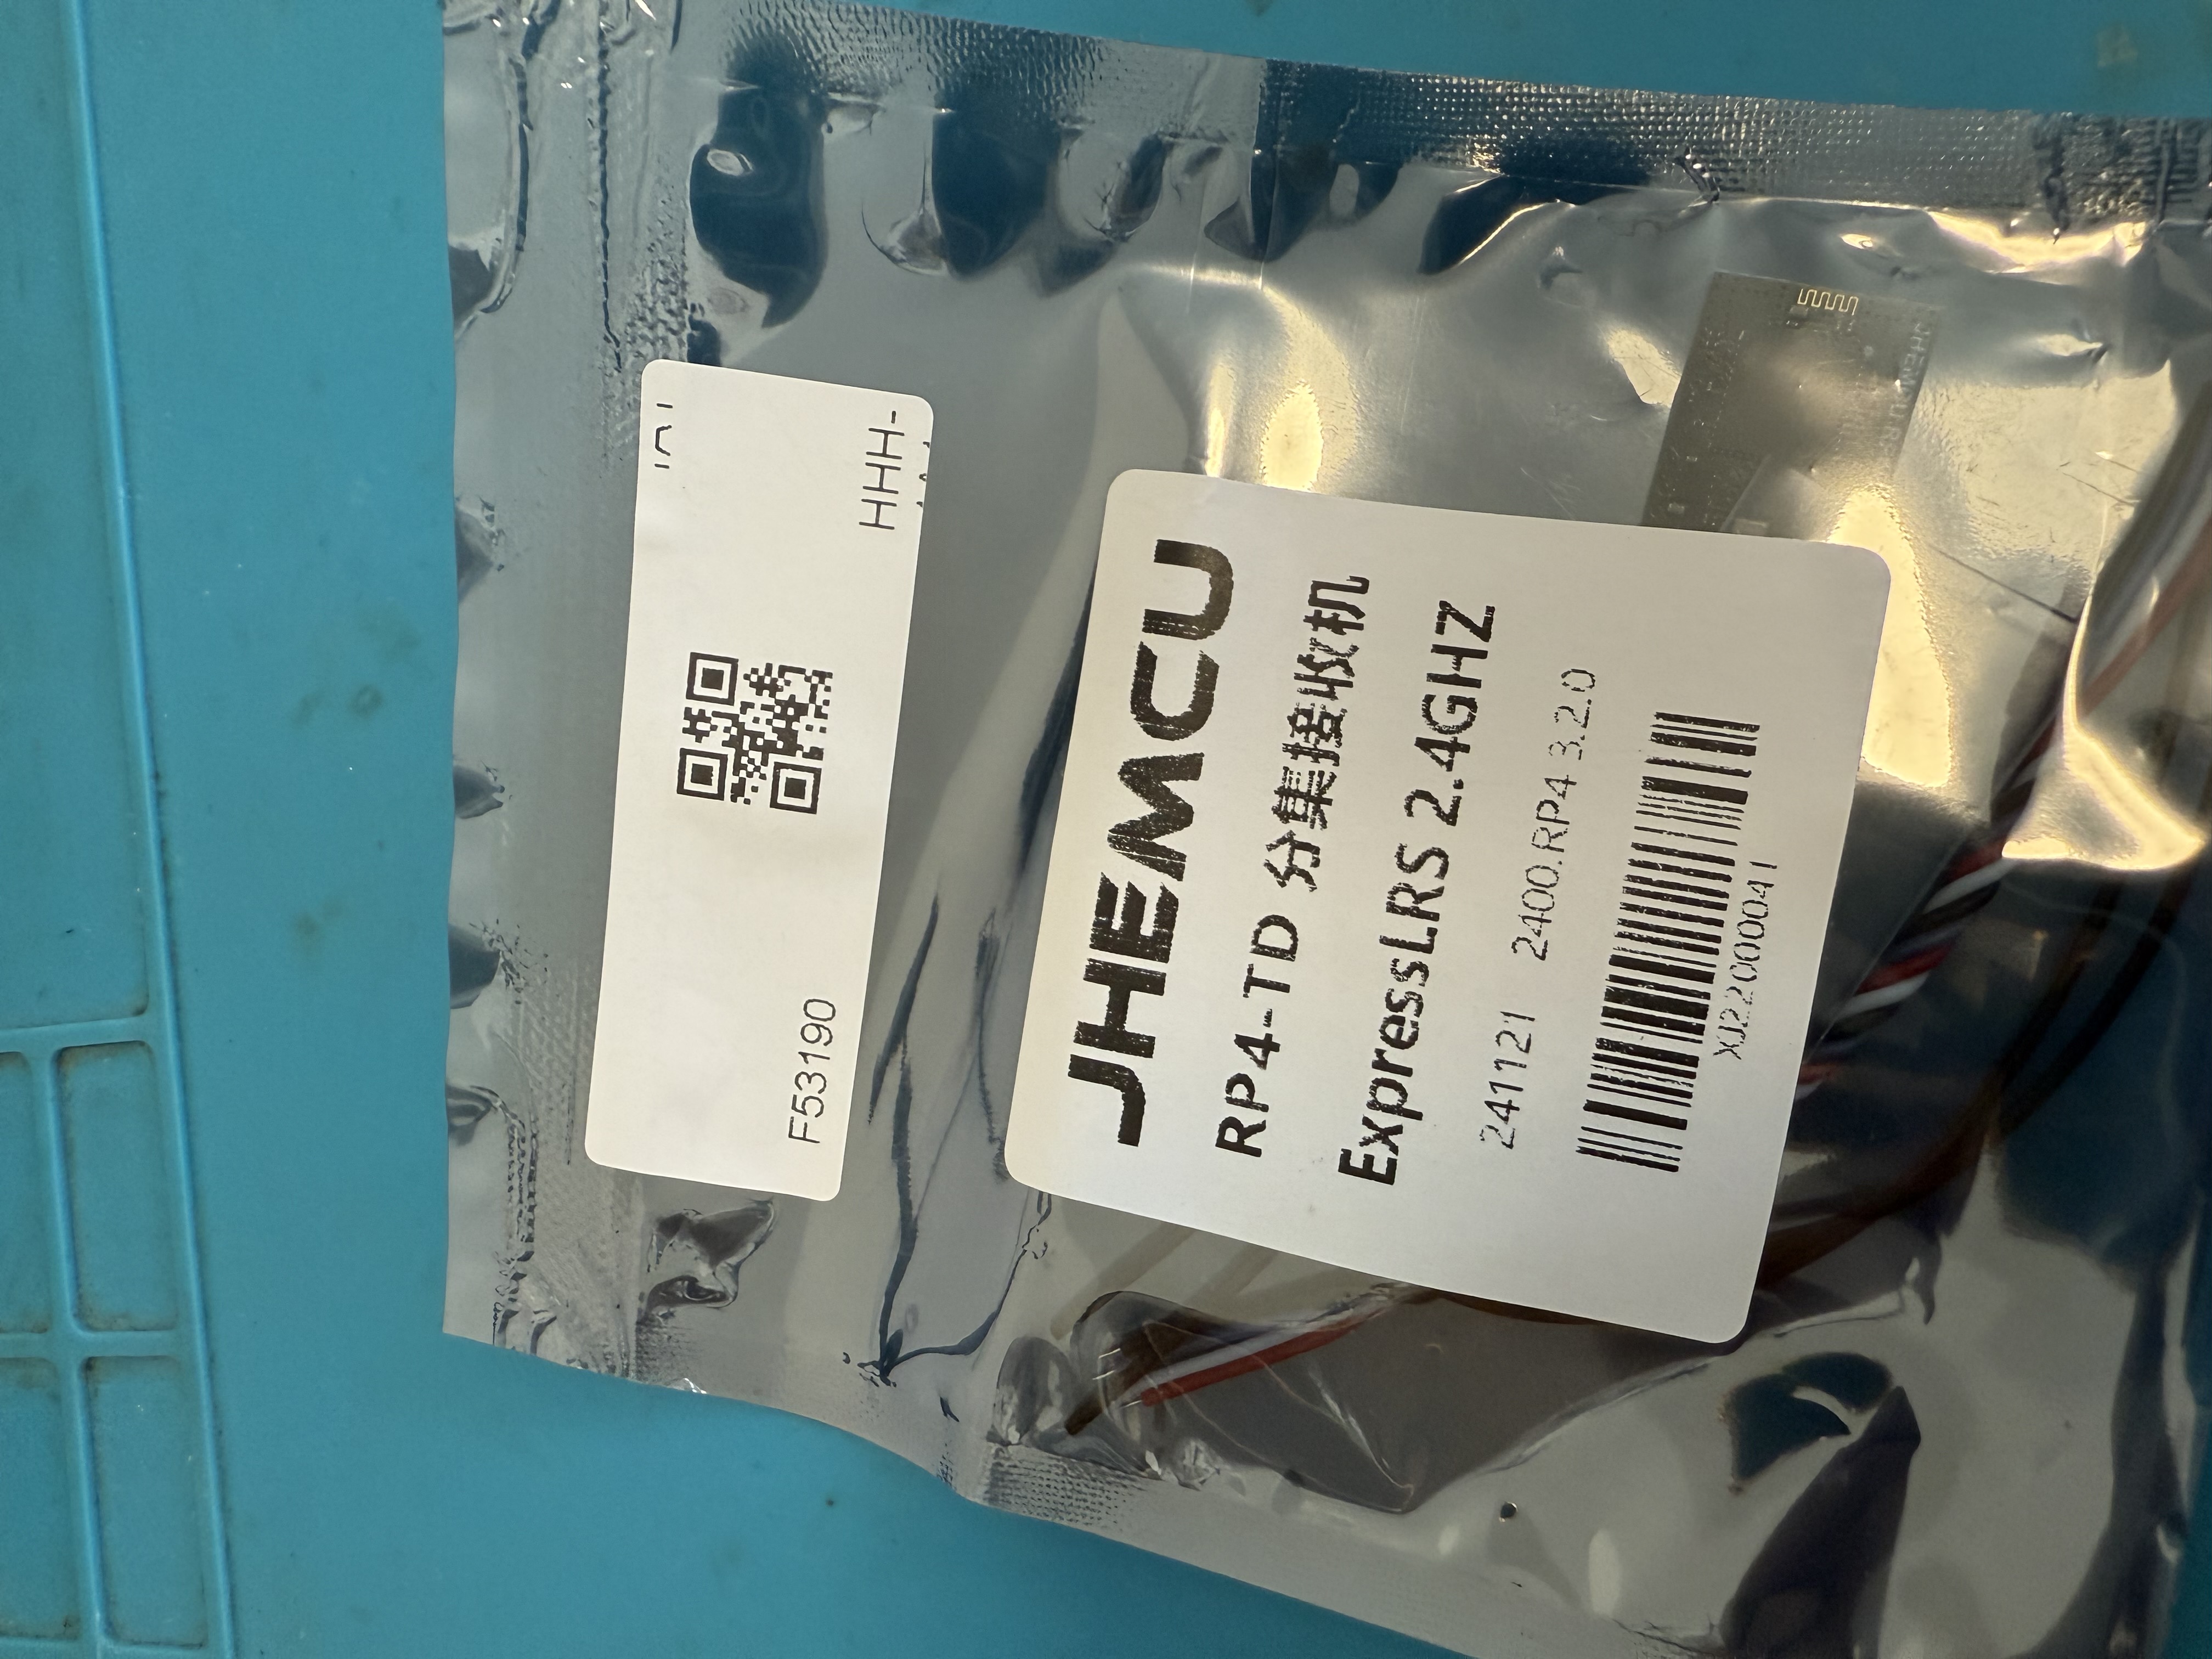 HHH-
F53190
JHEMCU
RP4-TD 分集接收机
ExpressLRS 2.4GHZ
241121 2400.RP4 3.2.0
XJ22000041